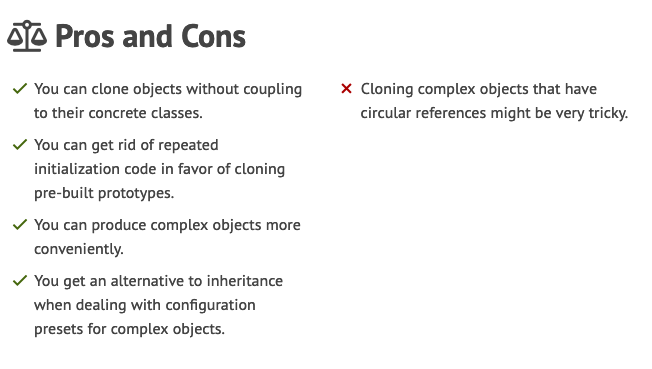 Pros and Cons
You can clone objects without coupling
to their concrete classes.
You can get rid of repeated
initialization code in favor of cloning
pre-built prototypes.
You can produce complex objects more
conveniently.
You get an alternative to inheritance
when dealing with configuration
presets for complex objects.
Cloning complex objects that have
circular references might be very tricky.